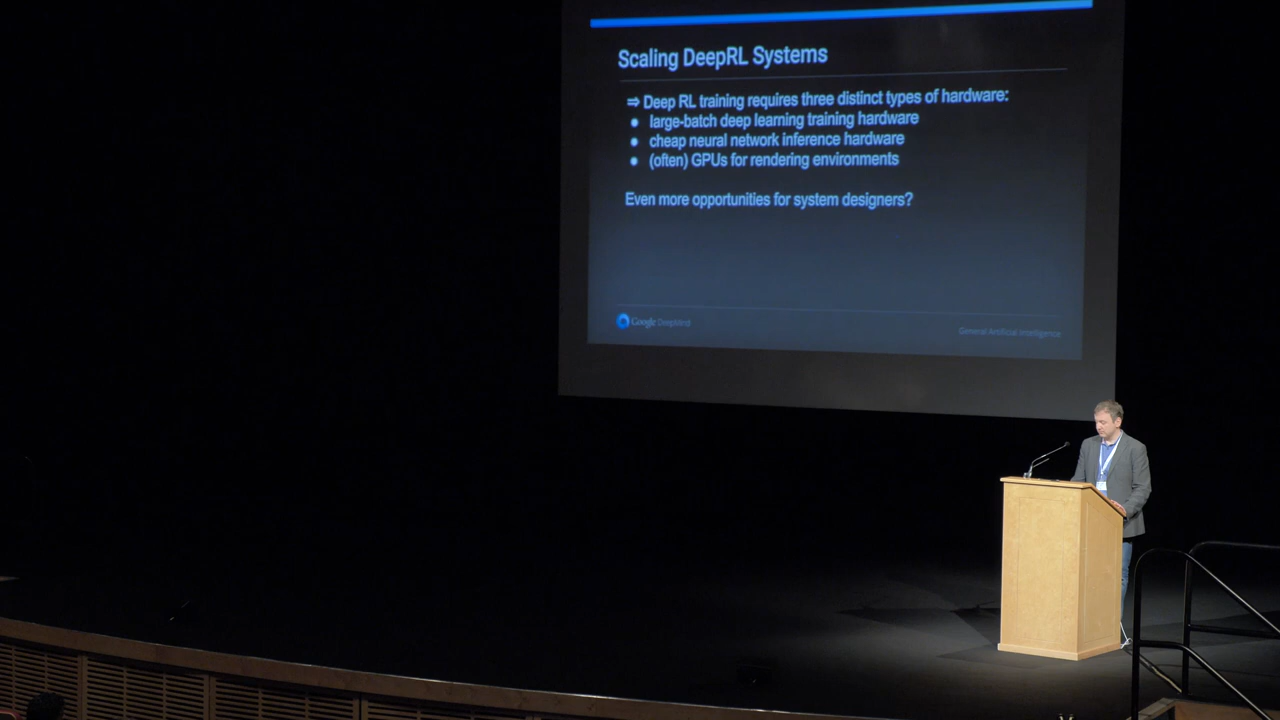 Scaling DeepRL Systems
⇒ Deep RL training requires three distinct types of hardware:
● large-batch deep learning training hardware
● cheap neural network inference hardware
● (often) GPUs for rendering environments
Even more opportunities for system designers?
Google DeepMind
General Artificial Intelligence